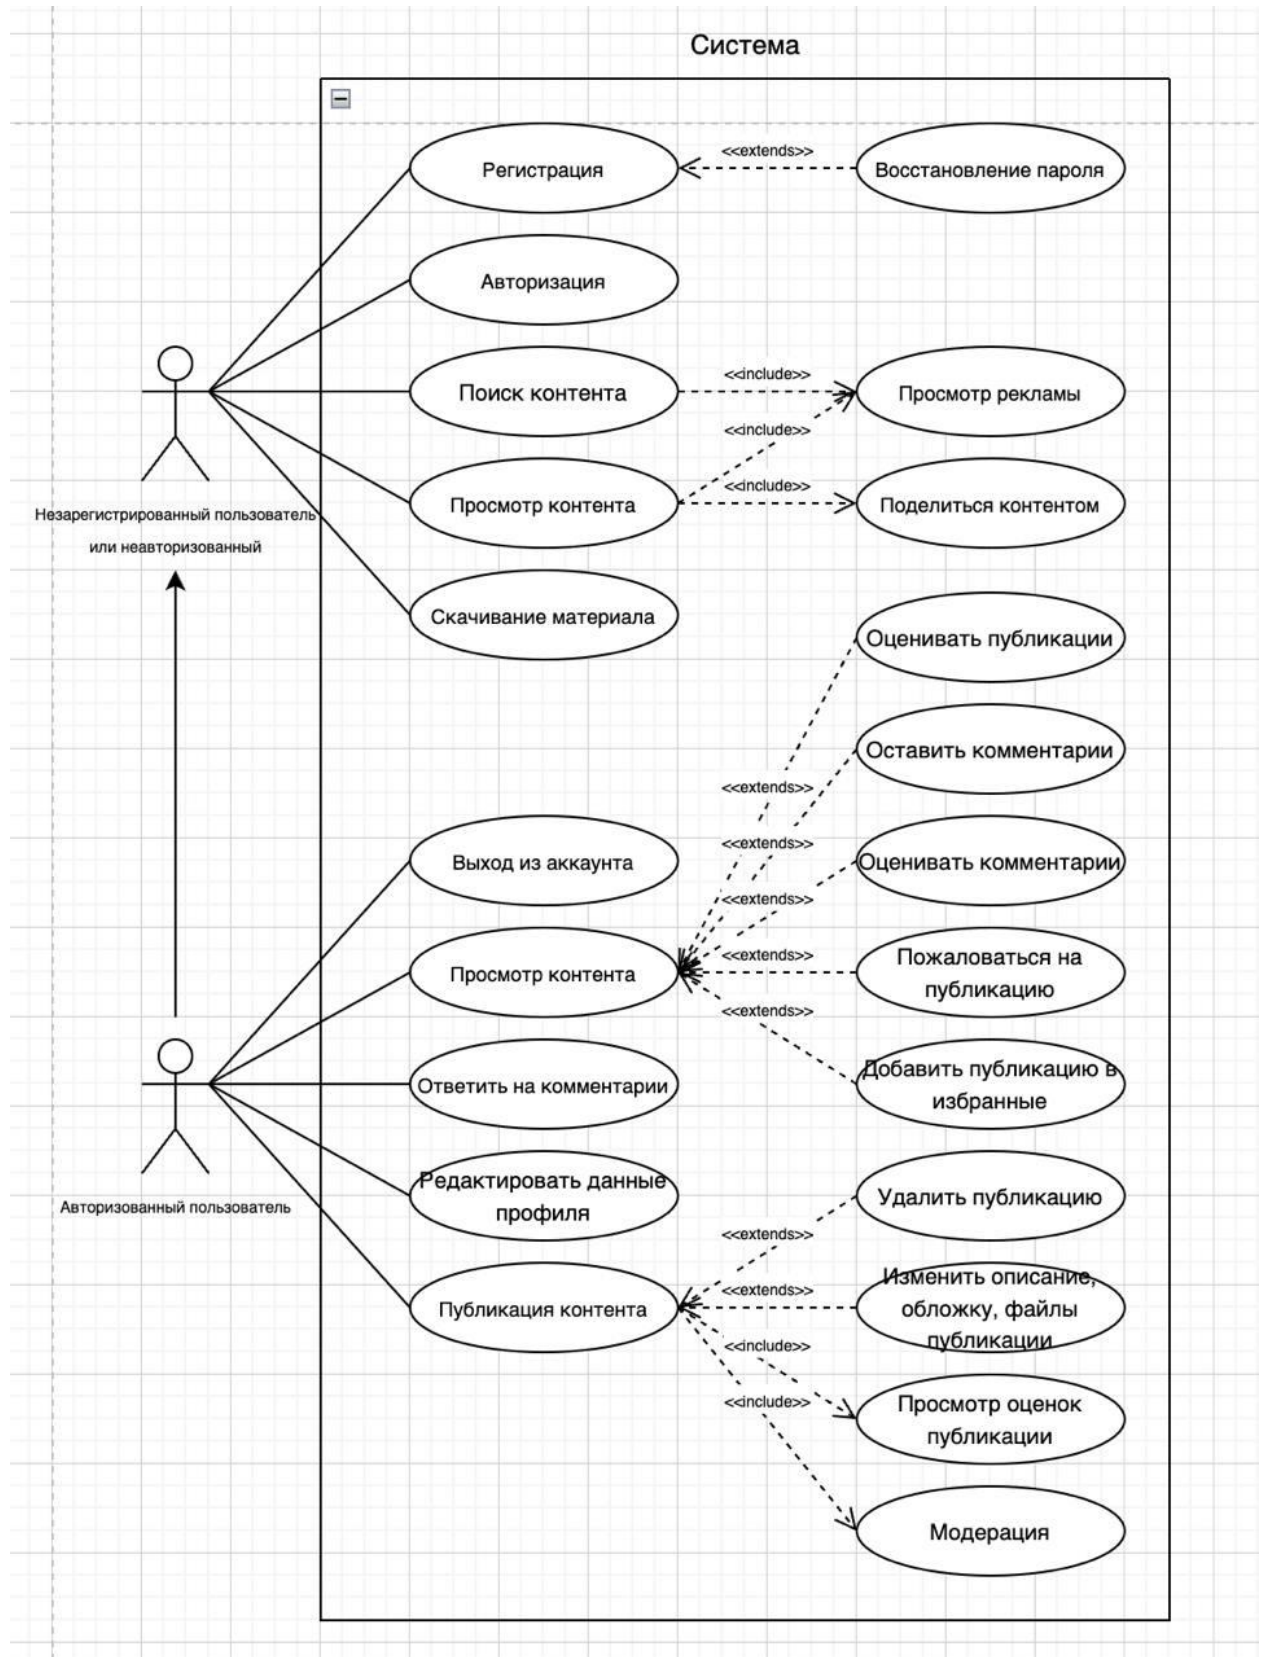 Система
Регистрация
<<extends>>
Восстановление пароля
Авторизация
Поиск контента
<<include>>
Просмотр рекламы
<<include>>
Просмотр контента
<<include>>
Поделиться контентом
Незарегистрированный пользователь
или неавторизованный
Скачивание материала
Оценивать публикации
Оставить комментарии
<<extends>>
<<extends>>
Выход из аккаунта
Оценивать комментарии
<<extends>>
Просмотр контента
<<extends>>
Пожаловаться на
публикацию
<<extends>>
Ответить на комментарии
Добавить публикацию в
избранные
Авторизованный пользователь
Редактировать данные
профиля
Удалить публикацию
<<extends>>
Публикация контента
<<extends>>
Изменить описание,
обложку, файлы
публикации
<<include>>
<<include>>
Просмотр оценок
публикации
Модерация